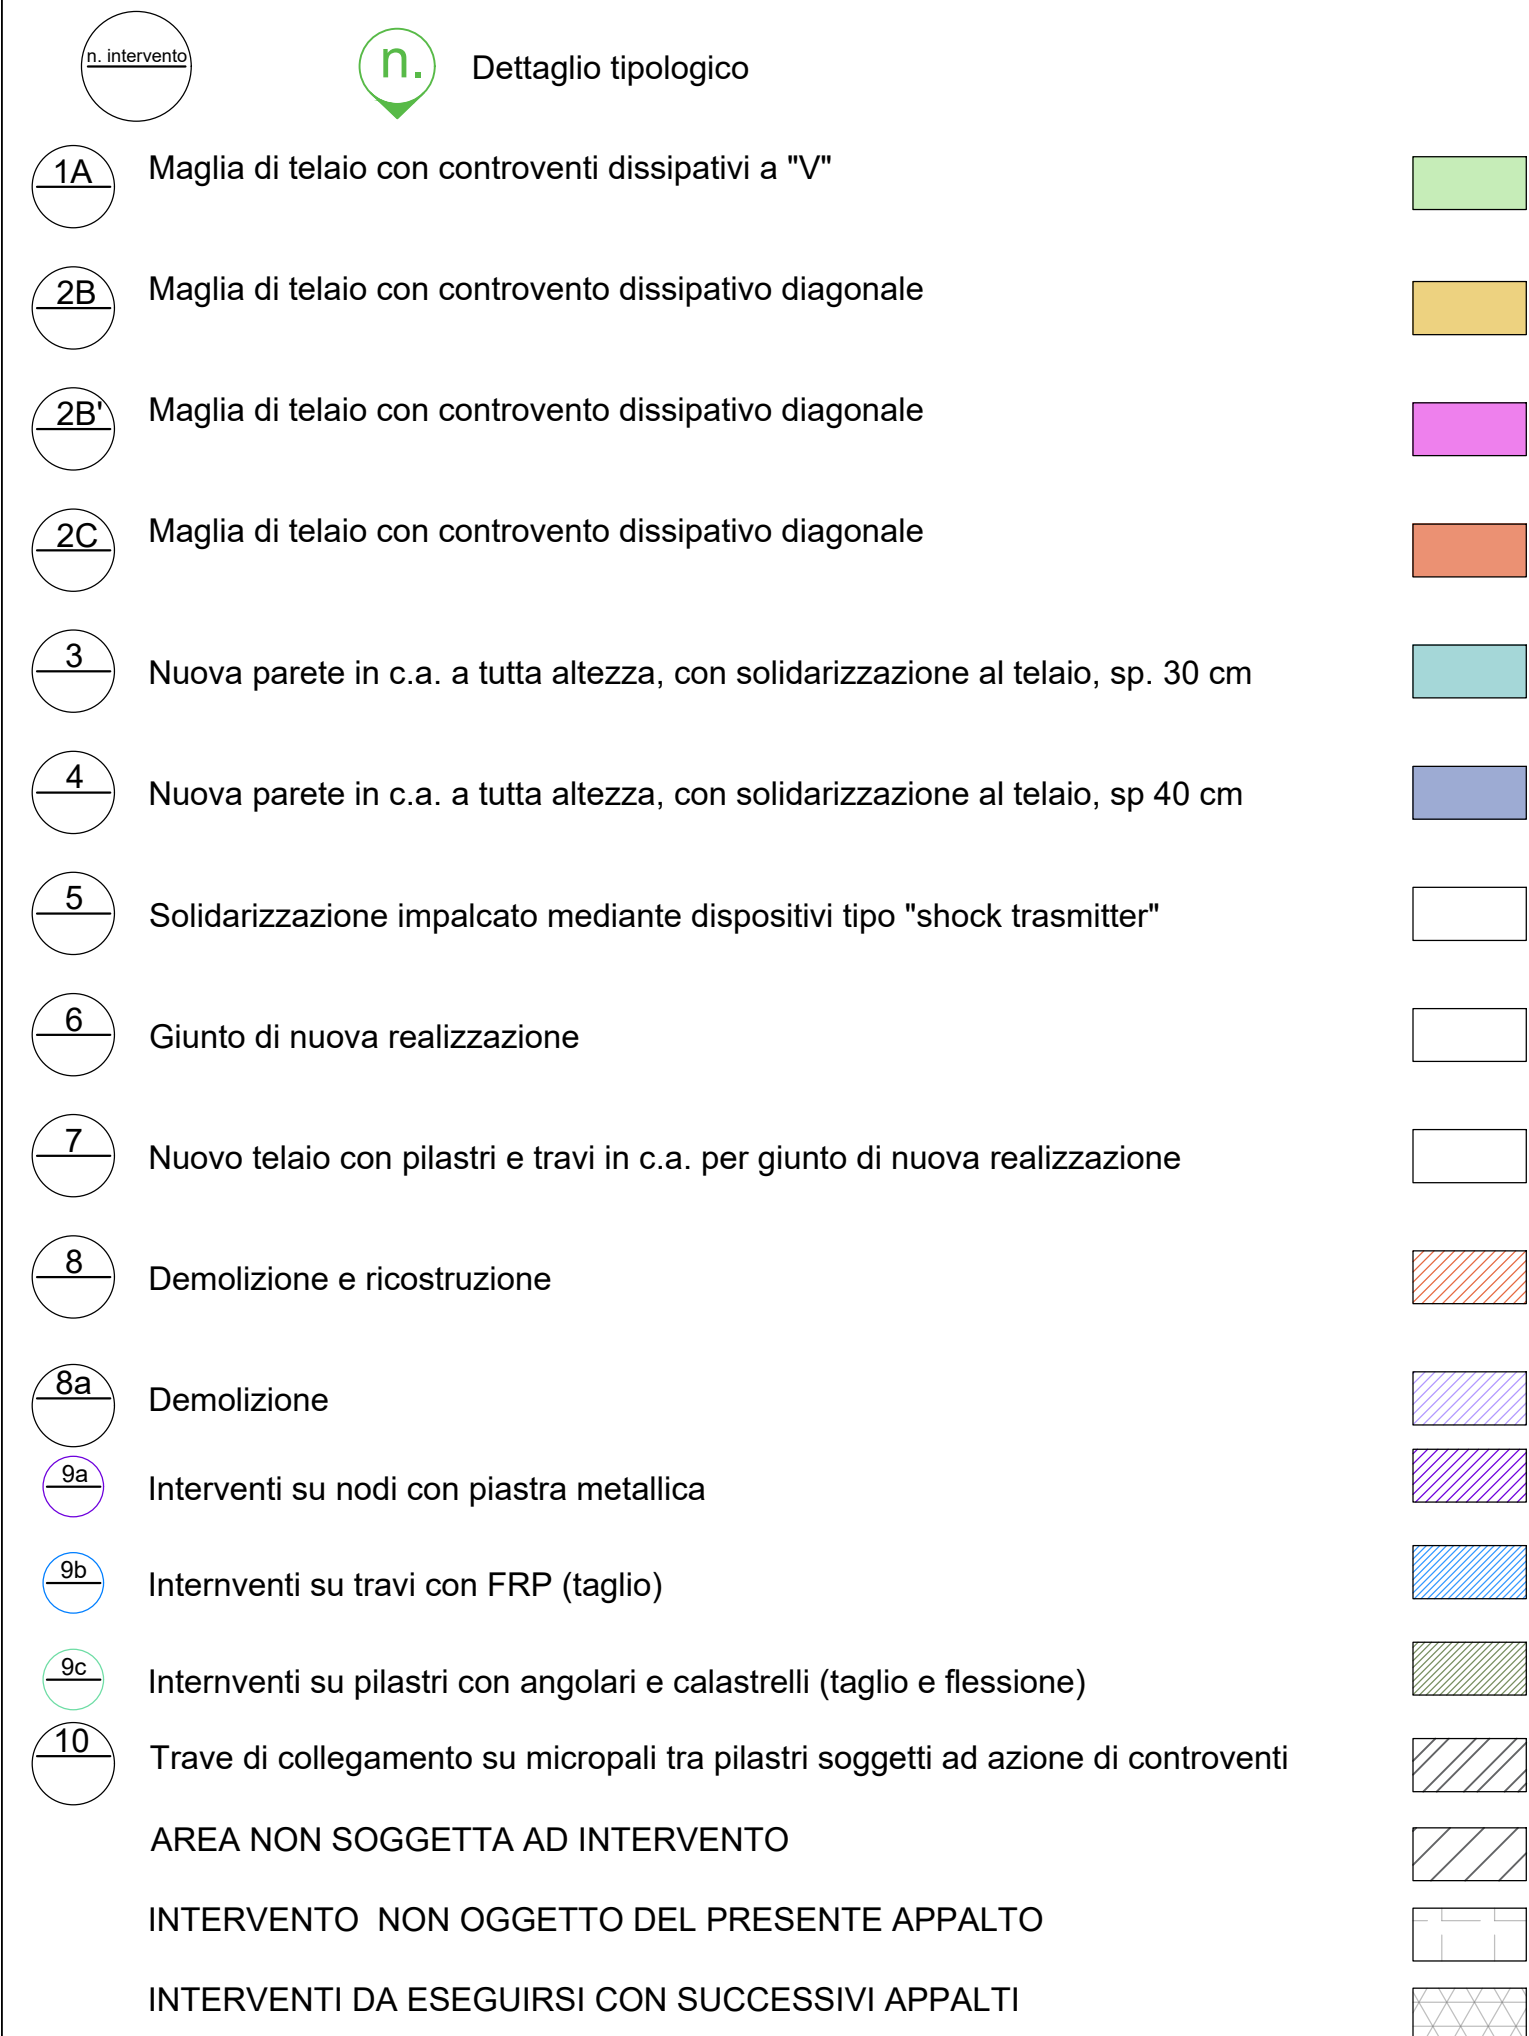 n. intervento
n.
Dettaglio tipologico
1A
Maglia di telaio con controventi dissipativi a "V"
2B
Maglia di telaio con controvento dissipativo diagonale
2B'
Maglia di telaio con controvento dissipativo diagonale
2C
Maglia di telaio con controvento dissipativo diagonale
3
Nuova parete in c.a. a tutta altezza, con solidarizzazione al telaio, sp. 30 cm
4
Nuova parete in c.a. a tutta altezza, con solidarizzazione al telaio, sp 40 cm
5
Solidarizzazione impalcato mediante dispositivi tipo "shock trasmitter"
6
Giunto di nuova realizzazione
7
Nuovo telaio con pilastri e travi in c.a. per giunto di nuova realizzazione
8
Demolizione e ricostruzione
8a
Demolizione
9a
Interventi su nodi con piastra metallica
9b
Internventi su travi con FRP (taglio)
9c
Internventi su pilastri con angolari e calastrelli (taglio e flessione)
10
Trave di collegamento su micropali tra pilastri soggetti ad azione di controventi
AREA NON SOGGETTA AD INTERVENTO
INTERVENTO  NON OGGETTO DEL PRESENTE APPALTO
INTERVENTI DA ESEGUIRSI CON SUCCESSIVI APPALTI